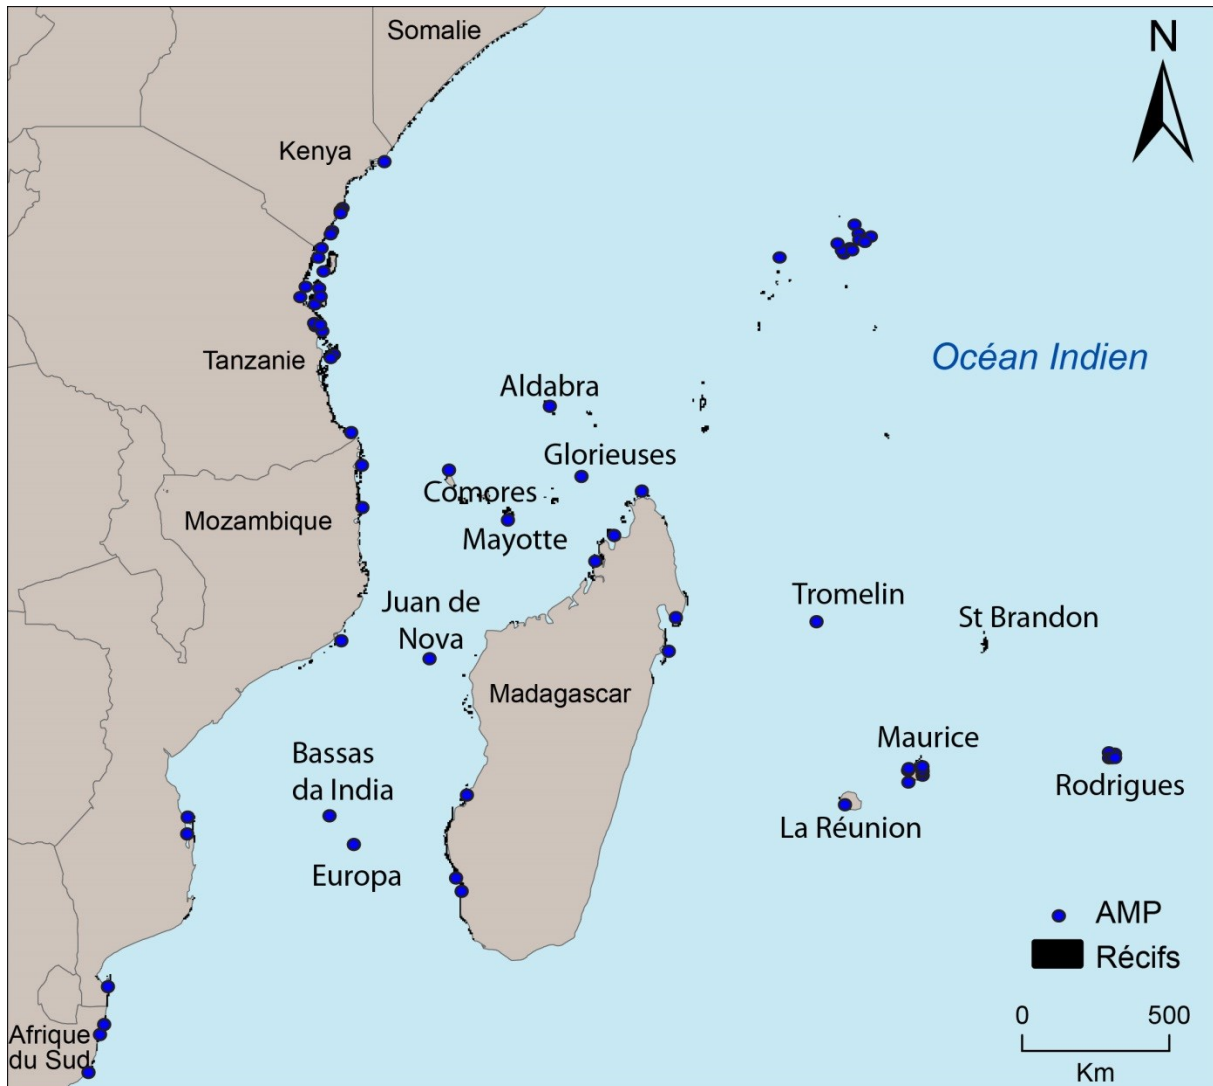 Somalie
N
Kenya
Océan Indien
Tanzanie
Aldabra
Glorieuses
Comores
Mozambique
Mayotte
Juan de
Nova
Tromelin
St Brandon
Madagascar
Maurice
Bassas
da India
Rodrigues
La Réunion
Europa
AMP
Récifs
0 500
Km
Afrique
du Sud